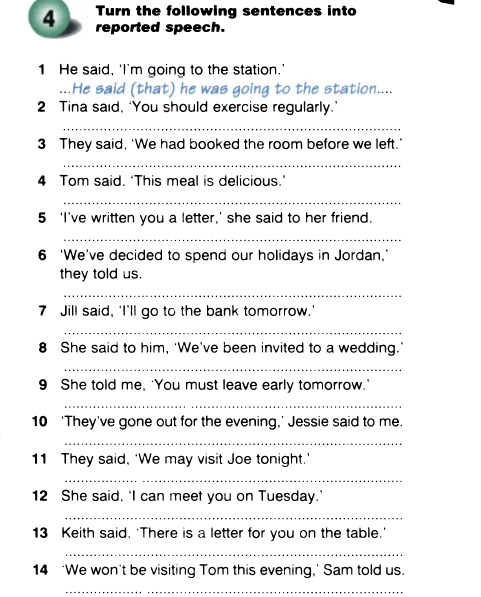 4
Turn the following sentences into
reported speech.
1 He said, 'I'm going to the station.'
...He said (that) he was going to the station....
2 Tina said, 'You should exercise regularly.'
3 They said, 'We had booked the room before we left.'
4 Tom said. 'This meal is delicious.'
5 'I've written you a letter,' she said to her friend.
6 'We've decided to spend our holidays in Jordan,'
they told us.
7 Jill said, 'I'll go to the bank tomorrow.'
8 She said to him, 'We've been invited to a wedding.'
9 She told me, 'You must leave early tomorrow.'
10 'They've gone out for the evening,' Jessie said to me.
11 They said, 'We may visit Joe tonight.'
12 She said, 'I can meet you on Tuesday.'
13 Keith said. 'There is a letter for you on the table.'
14 'We won't be visiting Tom this evening,' Sam told us.